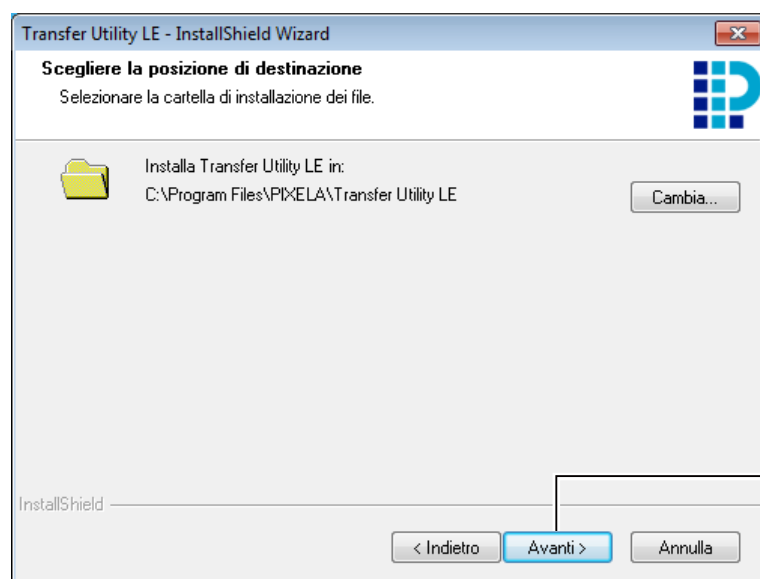 Transfer Utility LE - InstallShield Wizard
Scegliere la posizione di destinazione
Selezionare la cartella di installazione dei file.
Installa Transfer Utility LE in:
C:\Program Files\PIXELA\Transfer Utility LE
Cambia...
InstallShield
< Indietro
Avanti >
Annulla